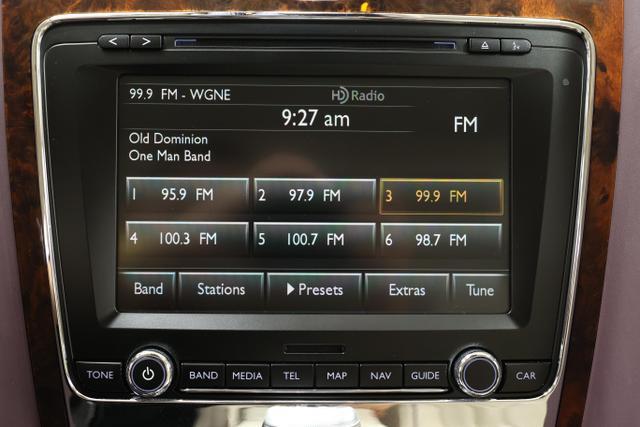 < >
99.9 FM - WGNE HD Radio
9:27 am
FM
Old Dominion
One Man Band
1 95.9 FM 2 97.9 FM 3 99.9 FM
4 100.3 FM 5 100.7 FM 6 98.7 FM
Band Stations Presets Extras Tune
TONE BAND MEDIA TEL MAP NAV GUIDE CAR